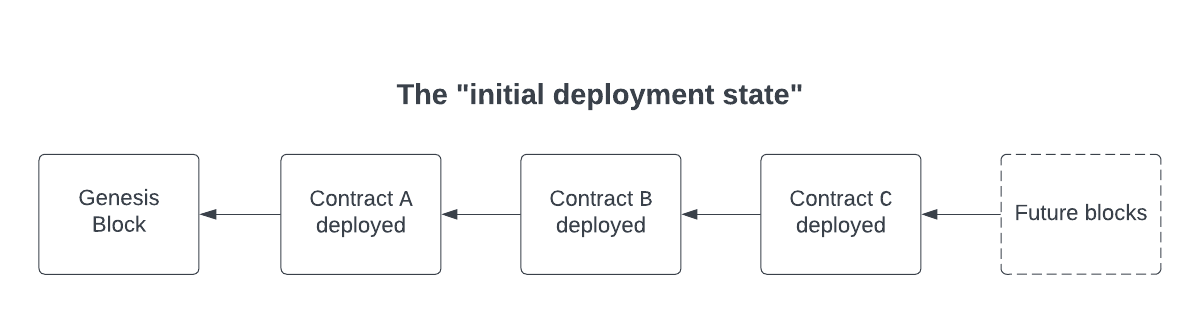 The "initial deployment state"
Genesis
Block
Contract A
deployed
Contract B
deployed
Contract C
deployed
Future blocks